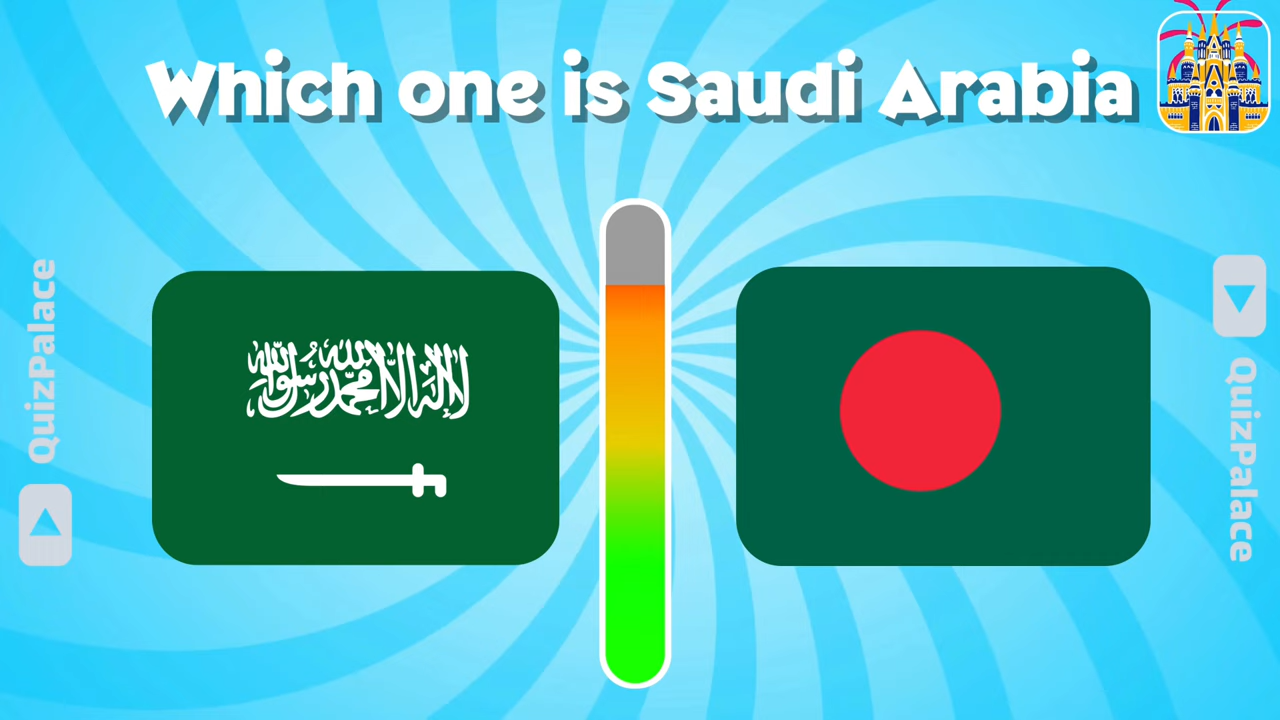 Which one is Saudi Arabia
QuizPalace
لا إله إلا الله محمد رسول الله
QuizPalace